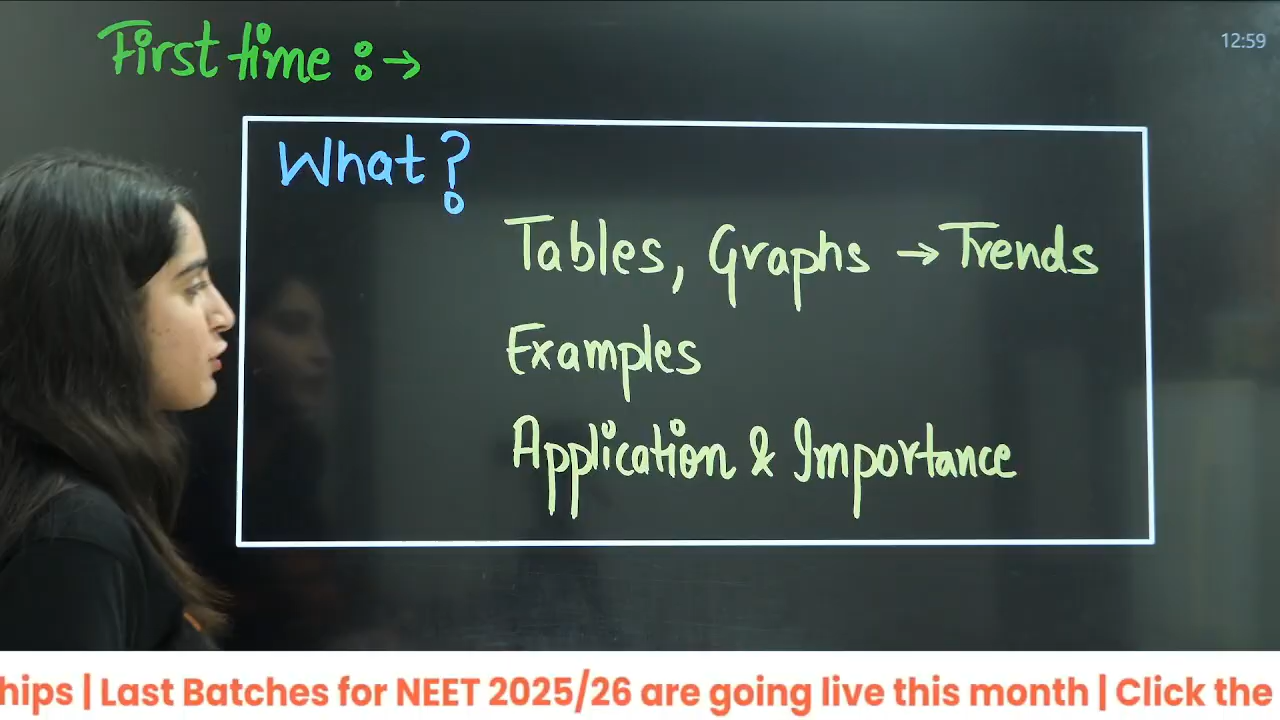 First time :→
12:59
What?
Tables, Graphs → Trends
Examples
Application & Importance
hips | Last Batches for NEET 2025/26 are going live this month | Click the